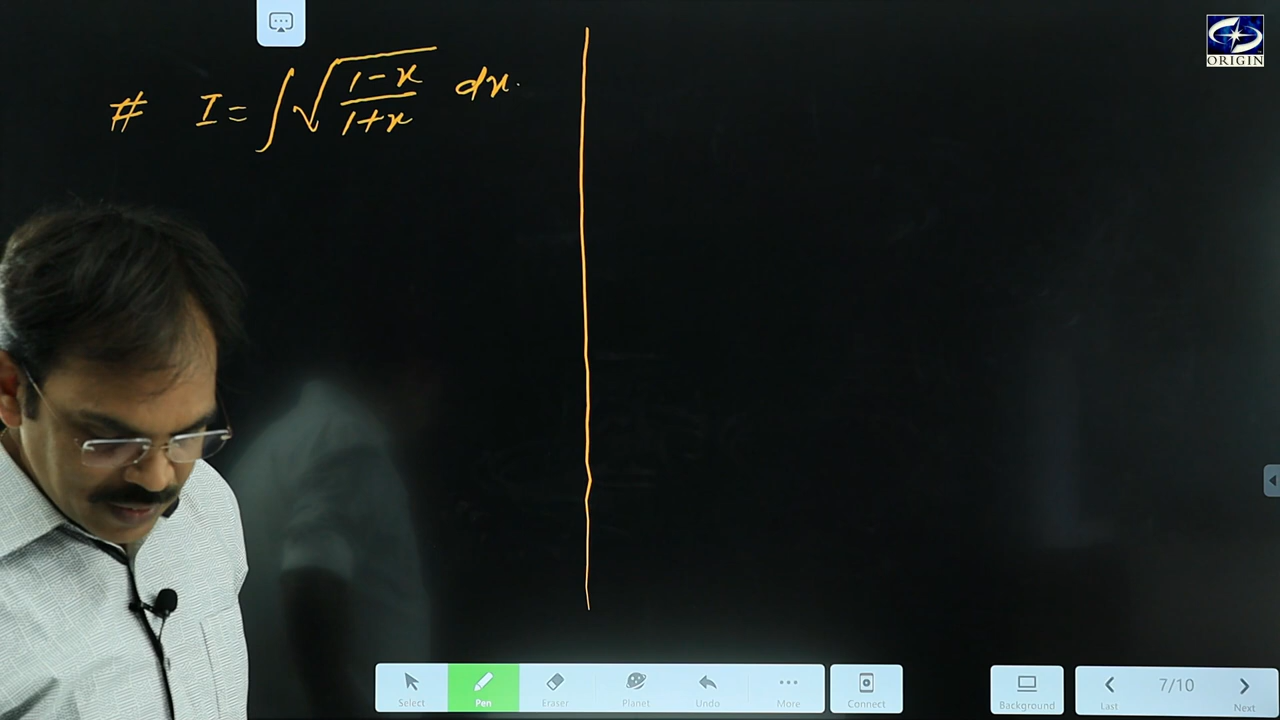 ORIGIN
# I = ∫ √((1-x)/(1+x)) dx.
Select Pen Eraser Planet Undo More Connect Background Last 7/10 Next